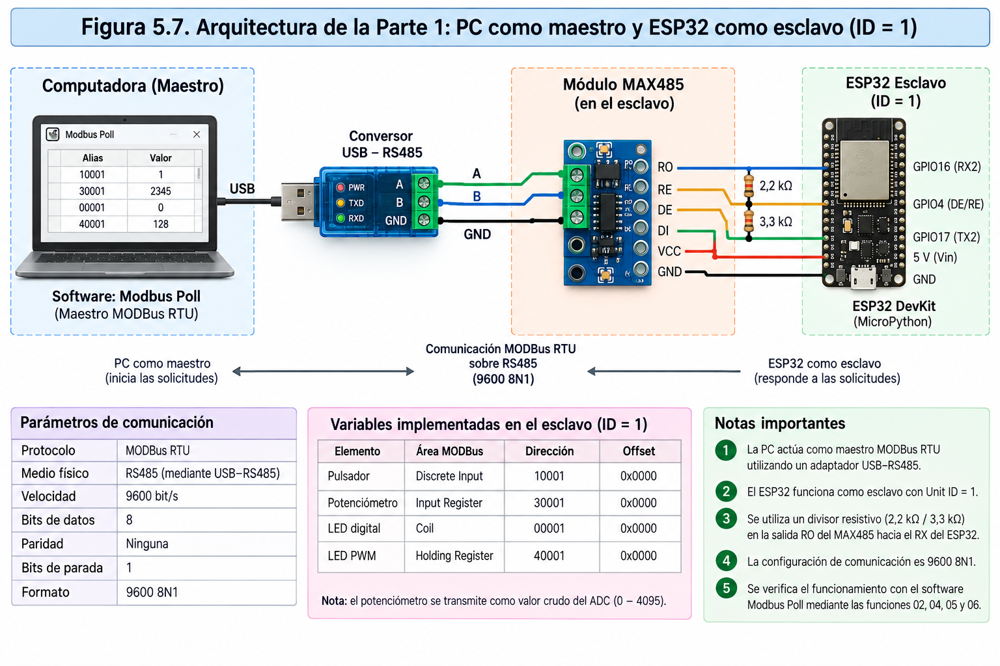 Figura 5.7. Arquitectura de la Parte 1: PC como maestro y ESP32 como esclavo (ID = 1)
Computadora (Maestro)
Modbus Poll
Alias Valor
10001 1
30001 2345
00001 0
40001 128
Software: Modbus Poll
(Maestro MODBus RTU)
USB
Conversor
USB – RS485
PWR
TXD
RXD
A
B
GND
A
B
GND
Módulo MAX485
(en el esclavo)
RO
RE
DE
DI
VCC
GND
2,2 kΩ
3,3 kΩ
ESP32 Esclavo
(ID = 1)
GPIO16 (RX2)
GPIO4 (DE/RE)
GPIO17 (TX2)
5 V (Vin)
GND
ESP32 DevKit
(MicroPython)
PC como maestro
(inicia las solicitudes)
Comunicación MODBus RTU
sobre RS485
(9600 8N1)
ESP32 como esclavo
(responde a las solicitudes)
Parámetros de comunicación
Protocolo MODBus RTU
Medio físico RS485 (mediante USB–RS485)
Velocidad 9600 bit/s
Bits de datos 8
Paridad Ninguna
Bits de parada 1
Formato 9600 8N1
Variables implementadas en el esclavo (ID = 1)
Elemento Área MODBus Dirección Offset
Pulsador Discrete Input 10001 0x0000
Potenciómetro Input Register 30001 0x0000
LED digital Coil 00001 0x0000
LED PWM Holding Register 40001 0x0000
Nota: el potenciómetro se transmite como valor crudo del ADC (0 – 4095).
Notas importantes
1 La PC actúa como maestro MODBus RTU
utilizando un adaptador USB–RS485.
2 El ESP32 funciona como esclavo con Unit ID = 1.
3 Se utiliza un divisor resistivo (2,2 kΩ / 3,3 kΩ)
en la salida RO del MAX485 hacia el RX del ESP32.
4 La configuración de comunicación es 9600 8N1.
5 Se verifica el funcionamiento con el software
Modbus Poll mediante las funciones 02, 04, 05 y 06.